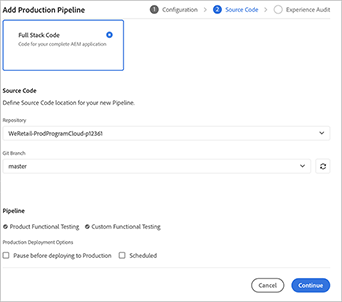 Add Production Pipeline
1 Configuration
2 Source Code
3 Experience Audit
Full Stack Code
Code for your complete AEM application
Source Code
Define Source Code location for your new Pipeline.
Repository
WeRetail-ProdProgramCloud-p12361
Git Branch
master
Pipeline
Product Functional Testing
Custom Functional Testing
Production Deployment Options
Pause before deploying to Production
Scheduled
Cancel
Continue